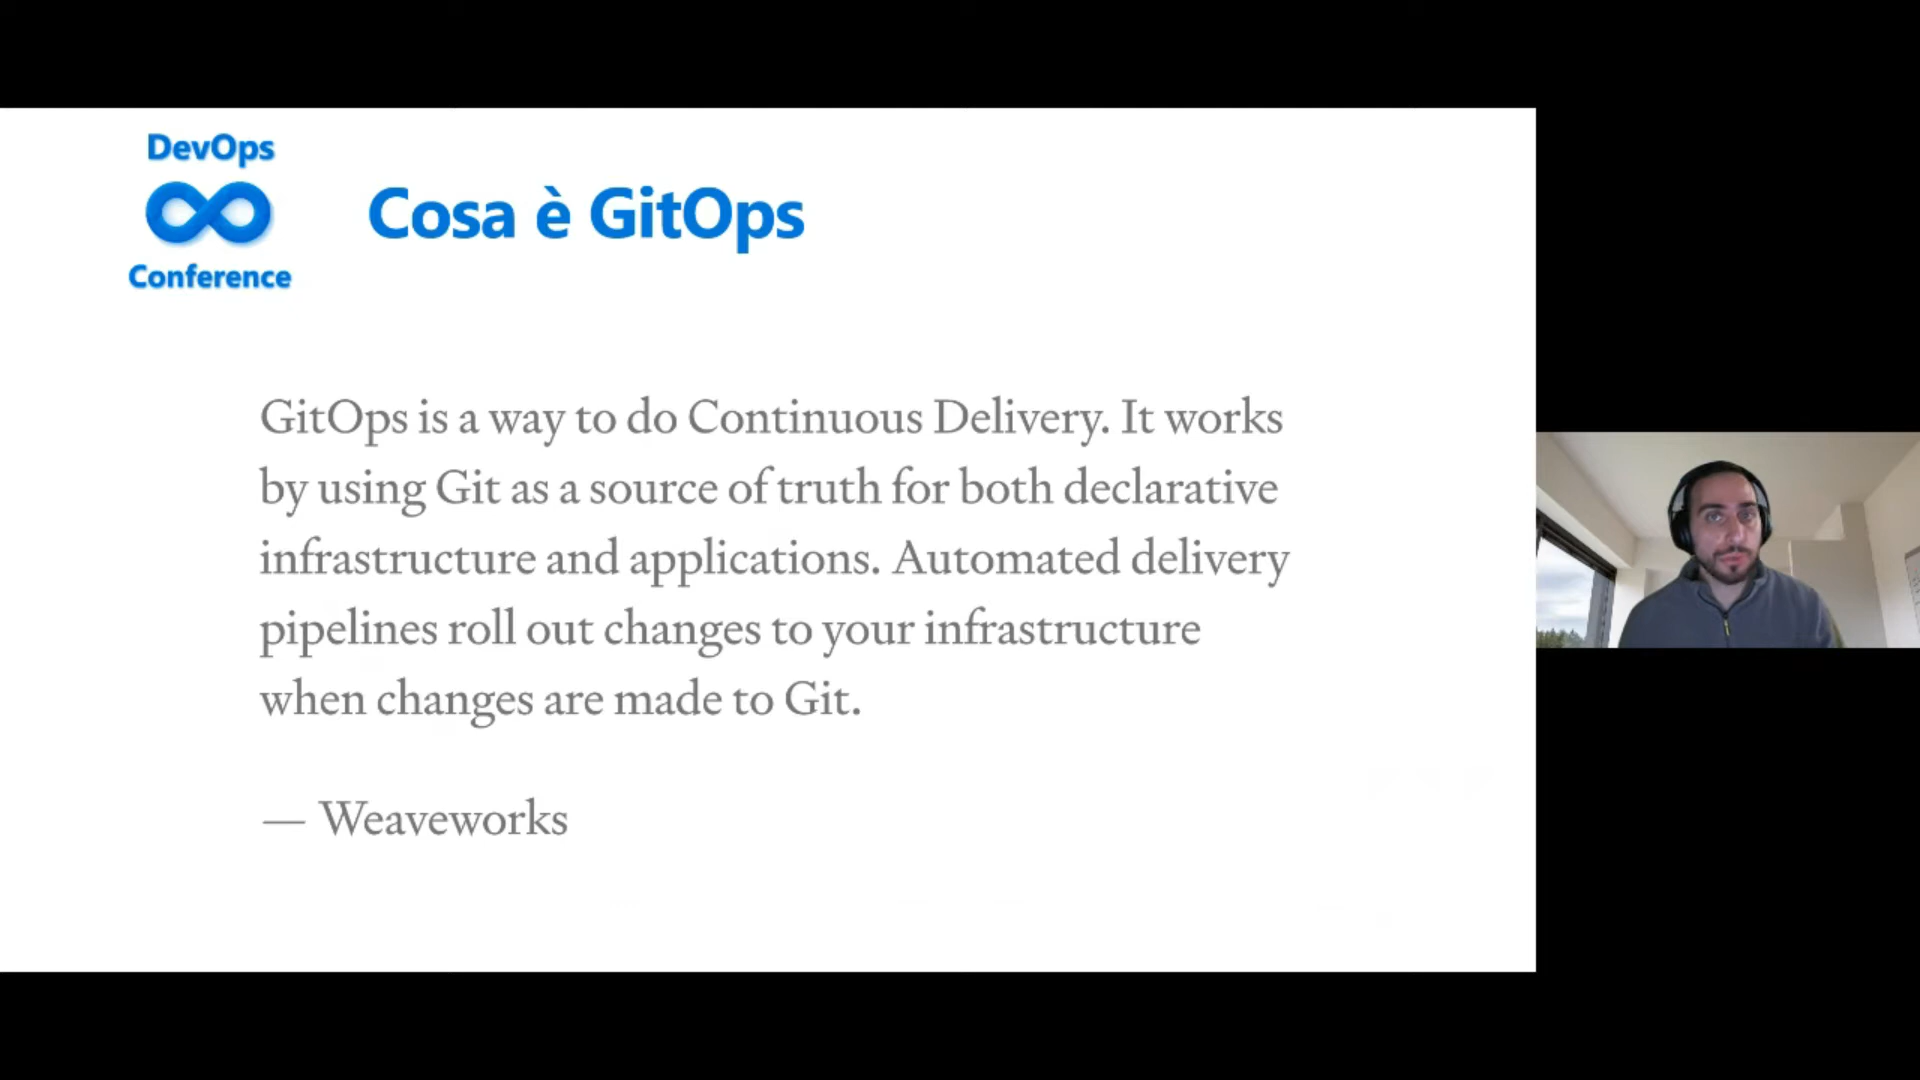 DevOps
Conference
Cosa è GitOps
GitOps is a way to do Continuous Delivery. It works
by using Git as a source of truth for both declarative
infrastructure and applications. Automated delivery
pipelines roll out changes to your infrastructure
when changes are made to Git.
— Weaveworks